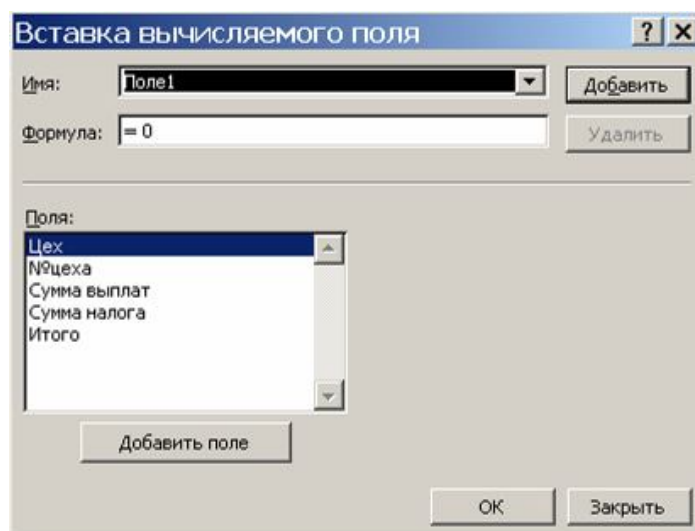 Вставка вычисляемого поля ? ×
Имя: Поле1 Добавить
Формула: = 0 Удалить
Поля:
Цех
№цеха
Сумма выплат
Сумма налога
Итого
Добавить поле
ОК Закрыть